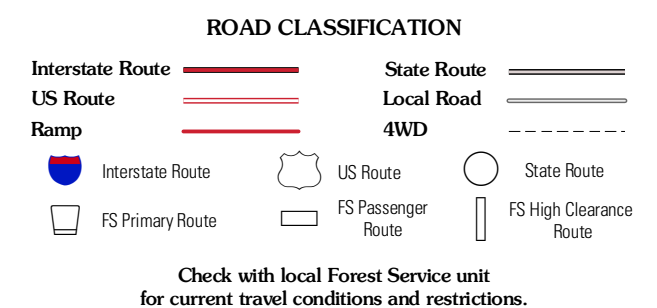 ROAD CLASSIFICATION
Interstate Route
State Route
US Route
Local Road
Ramp
4WD
Interstate Route
US Route
State Route
FS Primary Route
FS Passenger
Route
FS High Clearance
Route
Check with local Forest Service unit
for current travel conditions and restrictions.